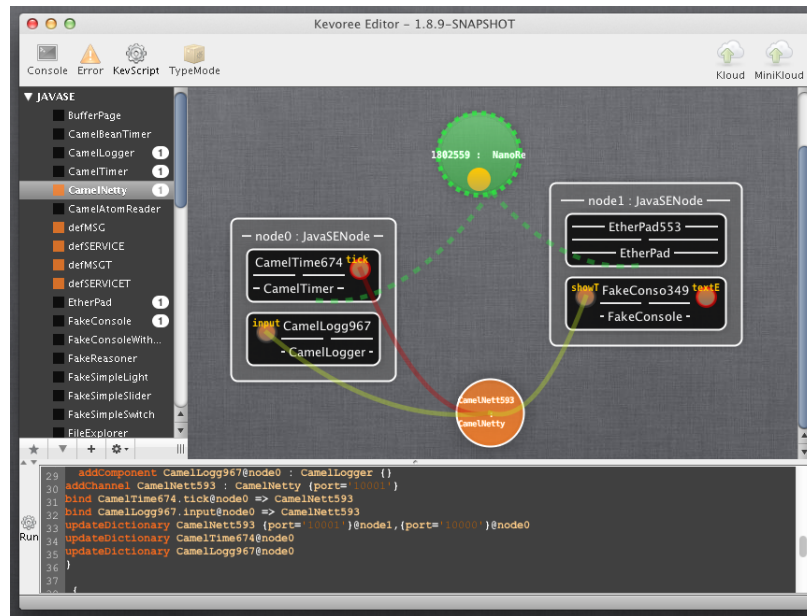 Kevoree Editor – 1.8.9-SNAPSHOT
Console Error KevScript TypeMode Kloud MiniKloud
▼ JAVASE
BufferPage
CamelBeanTimer
CamelLogger 1
CamelTimer 1
CamelNetty 1
CamelAtomReader
defMSG
defSERVICE
defMSGT
defSERVICET
EtherPad 1
FakeConsole 1
FakeConsoleWith...
FakeReasoner
FakeSimpleLight
FakeSimpleSlider
FakeSimpleSwitch
FileExplorer
1802559 : NanoRe
node0 : JavaSENode
CamelTime674 tick
CamelTimer
input CamelLogg967
CamelLogger
node1 : JavaSENode
EtherPad553
EtherPad
showT FakeConso349 textE
FakeConsole
CamelNett593
CamelNetty
Run
29 addComponent CamelLogg967@node0 : CamelLogger {}
30 addChannel CamelNett593 : CamelNetty {port='10001'}
31 bind CamelTime674.tick@node0 => CamelNett593
32 bind CamelLogg967.input@node0 => CamelNett593
33 updateDictionary CamelNett593 {port='10001'}@node1,{port='10000'}@node0
34 updateDictionary CamelTime674@node0
35 updateDictionary CamelLogg967@node0
36 }
37
38 {